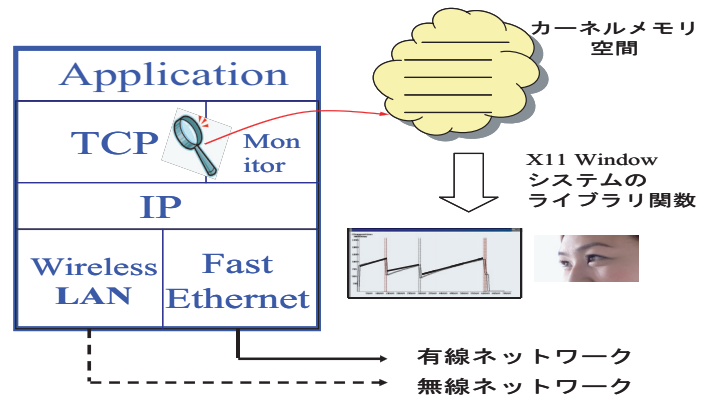 カーネルメモリ
空間
Application
TCP
Mon
itor
IP
X11 Window
システムの
ライブラリ関数
Wireless
LAN
Fast
Ethernet
有線ネットワーク
無線ネットワーク